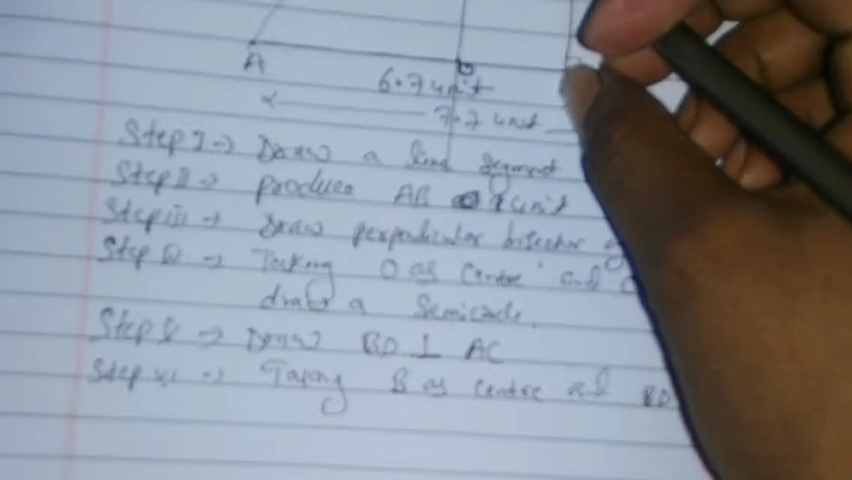 A
6.7 unit
7.7 unit
Step I → Draw a line segment
Step II → produce AB 1 unit
Step III → Draw perpendicular bisector
Step IV → Taking O as centre and
draw a Semicircle.
Step V → Draw BD ⊥ AC
Step VI → Taking B as centre ad BD